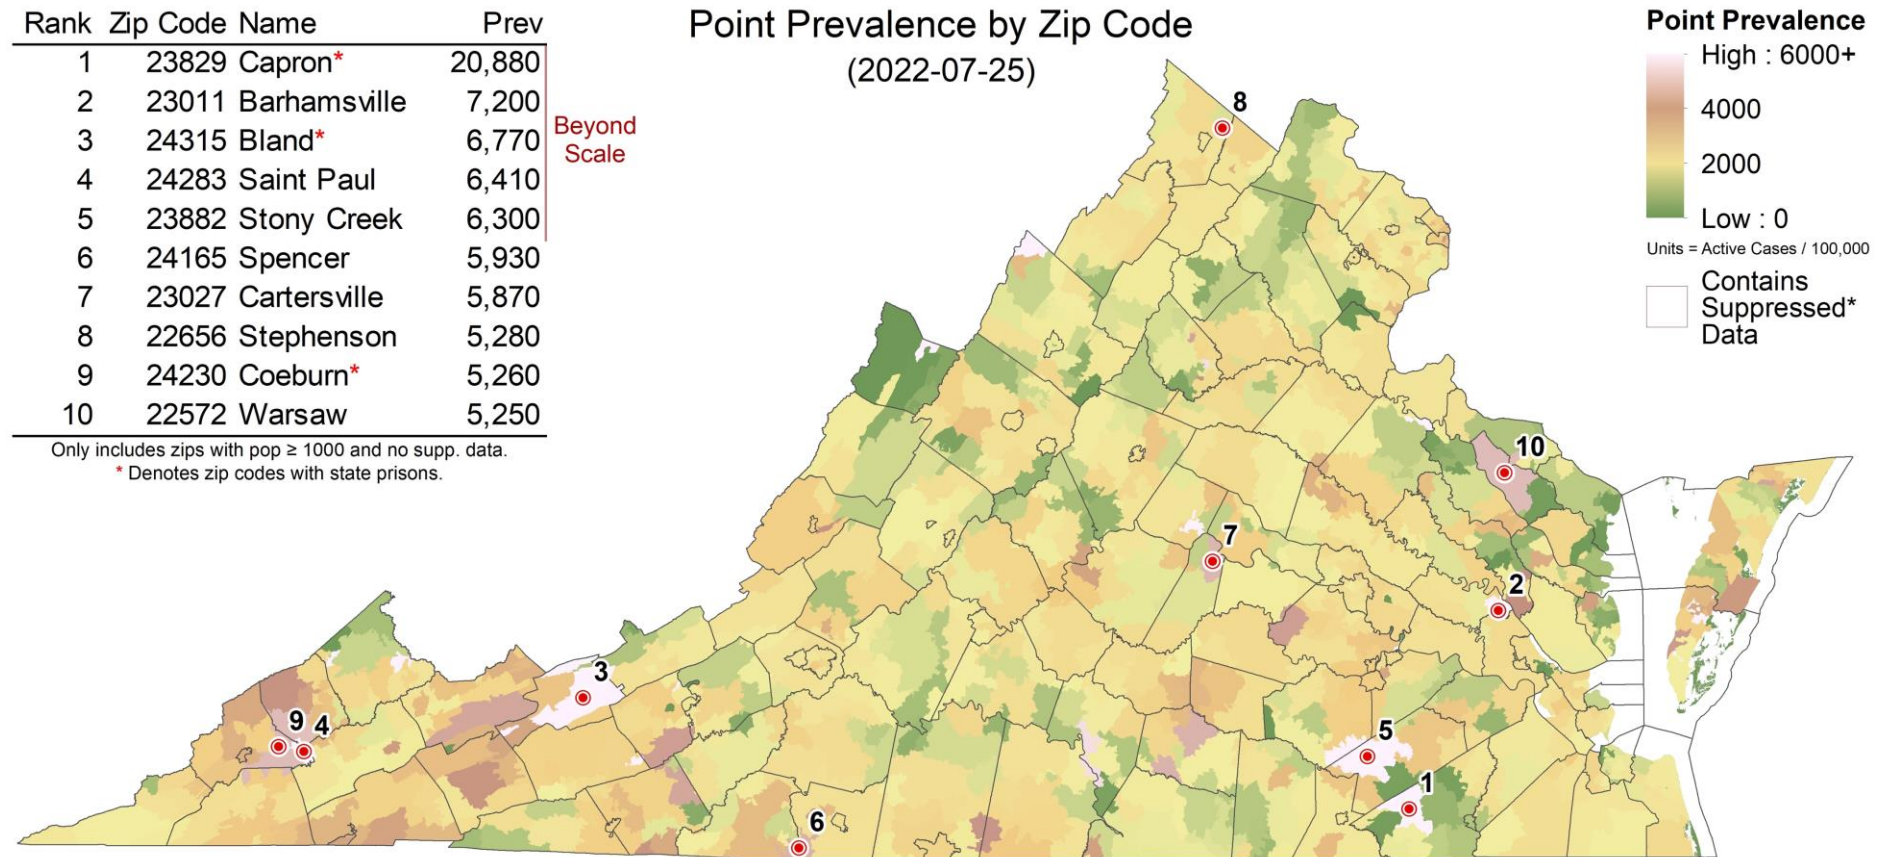 Point Prevalence by Zip Code
(2022-07-25)
Rank Zip Code Name Prev
1 23829 Capron* 20,880
2 23011 Barhamsville 7,200
3 24315 Bland* 6,770
4 24283 Saint Paul 6,410
5 23882 Stony Creek 6,300
6 24165 Spencer 5,930
7 23027 Cartersville 5,870
8 22656 Stephenson 5,280
9 24230 Coeburn* 5,260
10 22572 Warsaw 5,250
Beyond
Scale
Only includes zips with pop ≥ 1000 and no supp. data.
* Denotes zip codes with state prisons.
Point Prevalence
High : 6000+
4000
2000
Low : 0
Units = Active Cases / 100,000
Contains
Suppressed*
Data
8
10
7
2
3
9
4
5
1
6